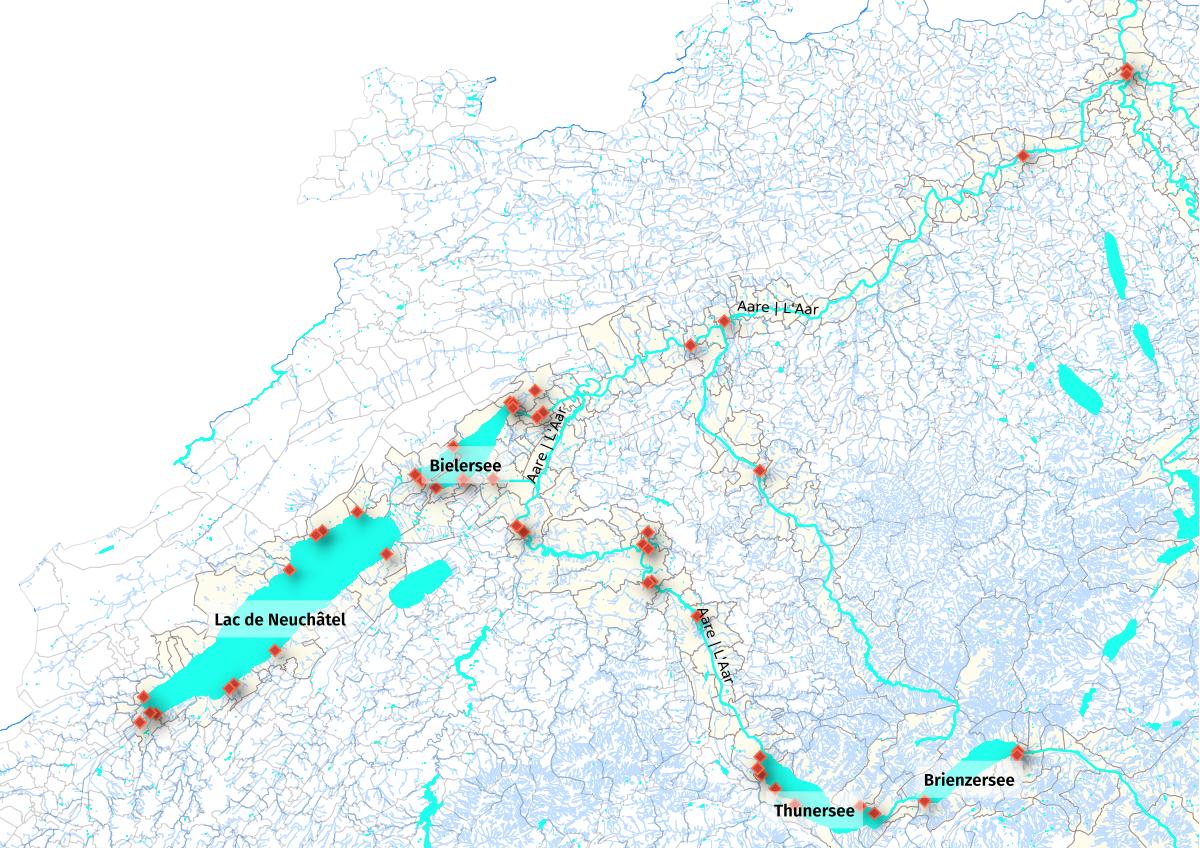 Aare | L'Aar
Aare | L'Aar
Bielersee
Lac de Neuchâtel
Aare | L'Aar
Brienzersee
Thunersee